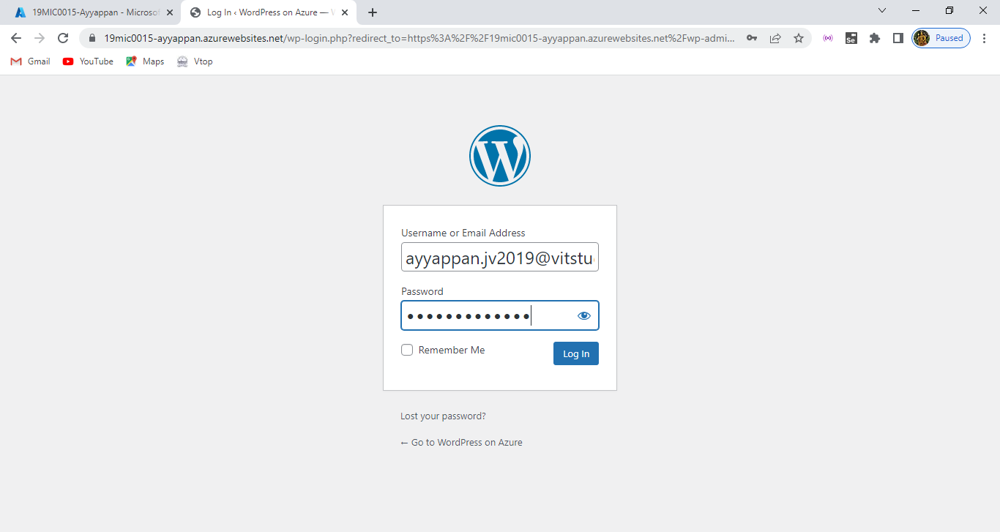 19MIC0015-Ayyappan - Microsof
Log In ‹ WordPress on Azure —
19mic0015-ayyappan.azurewebsites.net/wp-login.php?redirect_to=https%3A%2F%2F19mic0015-ayyappan.azurewebsites.net%2Fwp-admi...
Se
Paused
Gmail
YouTube
Maps
Vtop
Username or Email Address
ayyappan.jv2019@vitstu
Password
••••••••••••
Remember Me
Log In
Lost your password?
← Go to WordPress on Azure